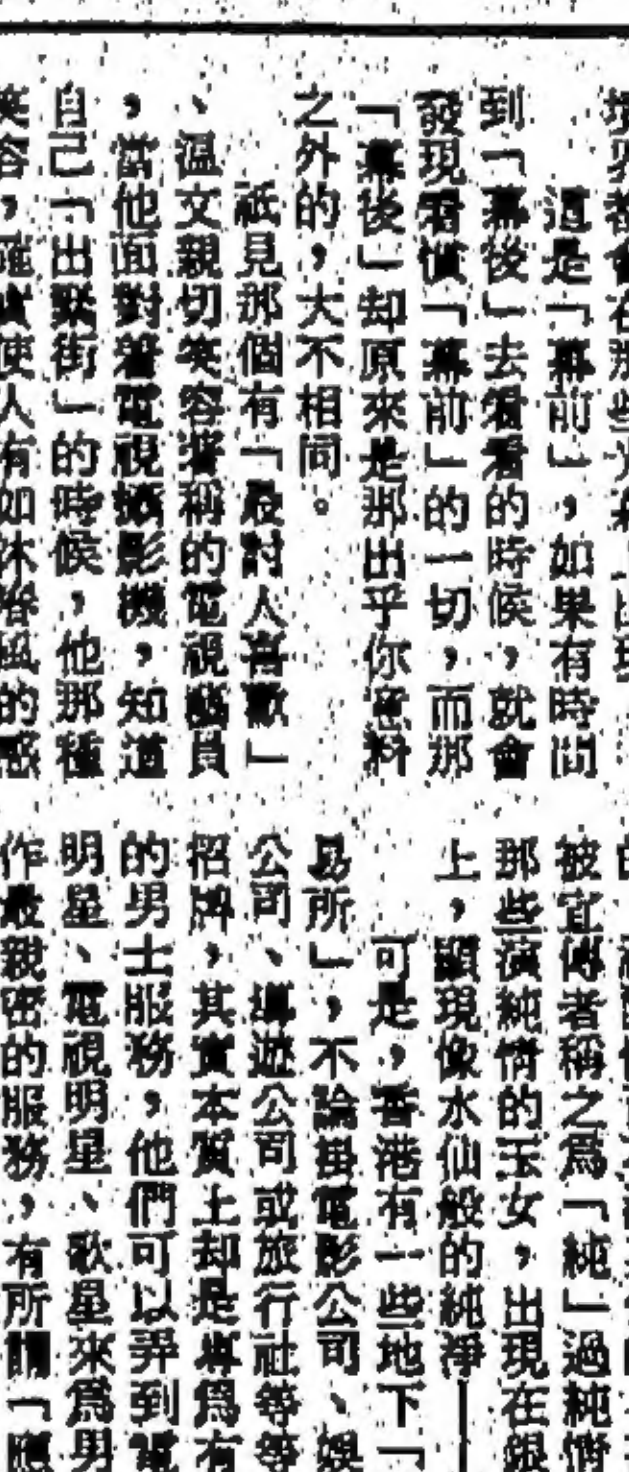 這是「幕前」，如果有時間
到「幕後」去看看的時候，就會
發現看慣「幕前」的一切，而那
「幕後」却原來是那出乎你意料
之外的，大不相同。
祇見那個有「最討人喜歡」
、溫文親切笑容著稱的電視藝員
，當他面對着電視攝影機，知道
自己「出緊街」的時候，他那種
笑容，確實使人有如沐春風的感
被宣傳者稱之爲「純」過純情
那些演純情的玉女，出現在銀
上，顯現像水仙般的純淨——
可是，香港有一些地下「
易所」，不論掛電影公司、娛
公司、導遊公司或旅行社等等
招牌，其實本質上却是專爲有
的男士服務，他們可以弄到電
明星、電視明星、歌星來爲男
作最親密的服務，有所謂「應